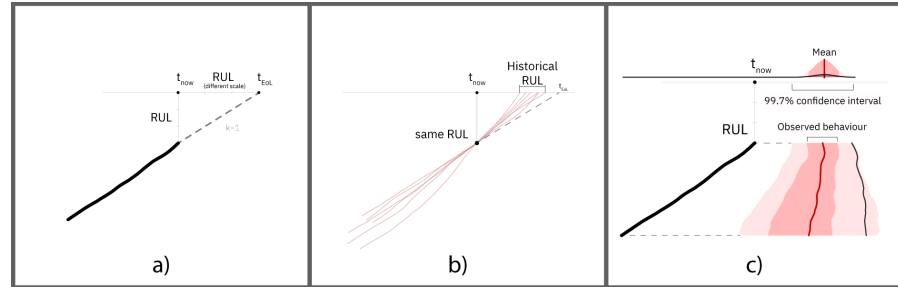 t_now
RUL
(different scale)
t_EoL
RUL
k=1
a)
t_now
Historical
RUL
t_EoL
same RUL
b)
Mean
t_now
99.7% confidence interval
RUL
Observed behaviour
c)